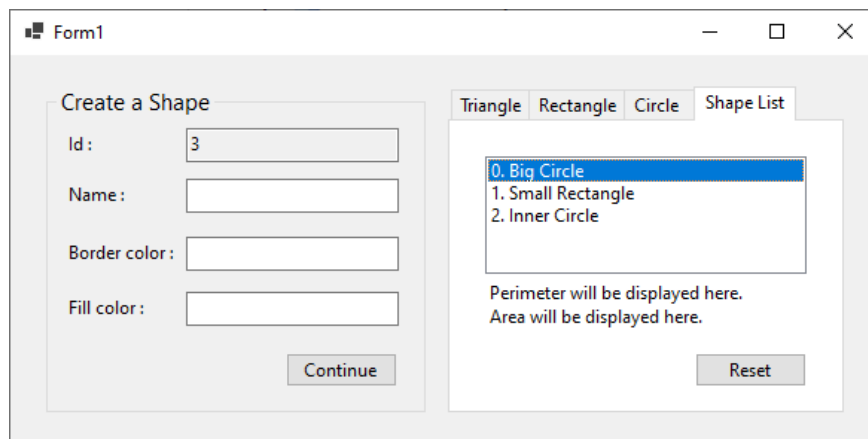 Form1
Create a Shape
Id :
3
Name :
Border color :
Fill color :
Continue
Triangle
Rectangle
Circle
Shape List
0. Big Circle
1. Small Rectangle
2. Inner Circle
Perimeter will be displayed here.
Area will be displayed here.
Reset